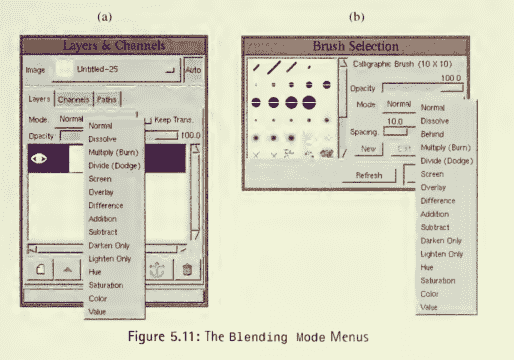 (a)
(b)
Layers & Channels
Image
Untitled-25
Auto
Layers
Channels
Paths
Mode:
Normal
Keep Trans.
Opacity
100.0
Normal
Dissolve
Multiply (Burn)
Divide (Dodge)
Screen
Overlay
Difference
Addition
Subtract
Darken Only
Lighten Only
Hue
Saturation
Color
Value
Brush Selection
Calligraphic Brush (10 X 10)
100.0
Opacity
Mode:
Normal
10.0
Spacing:
New
Edit
Refresh
Normal
Dissolve
Behind
Multiply (Burn)
Divide (Dodge)
Screen
Overlay
Difference
Addition
Subtract
Darken Only
Lighten Only
Hue
Saturation
Color
Value
Figure 5.11: The Blending Mode Menus